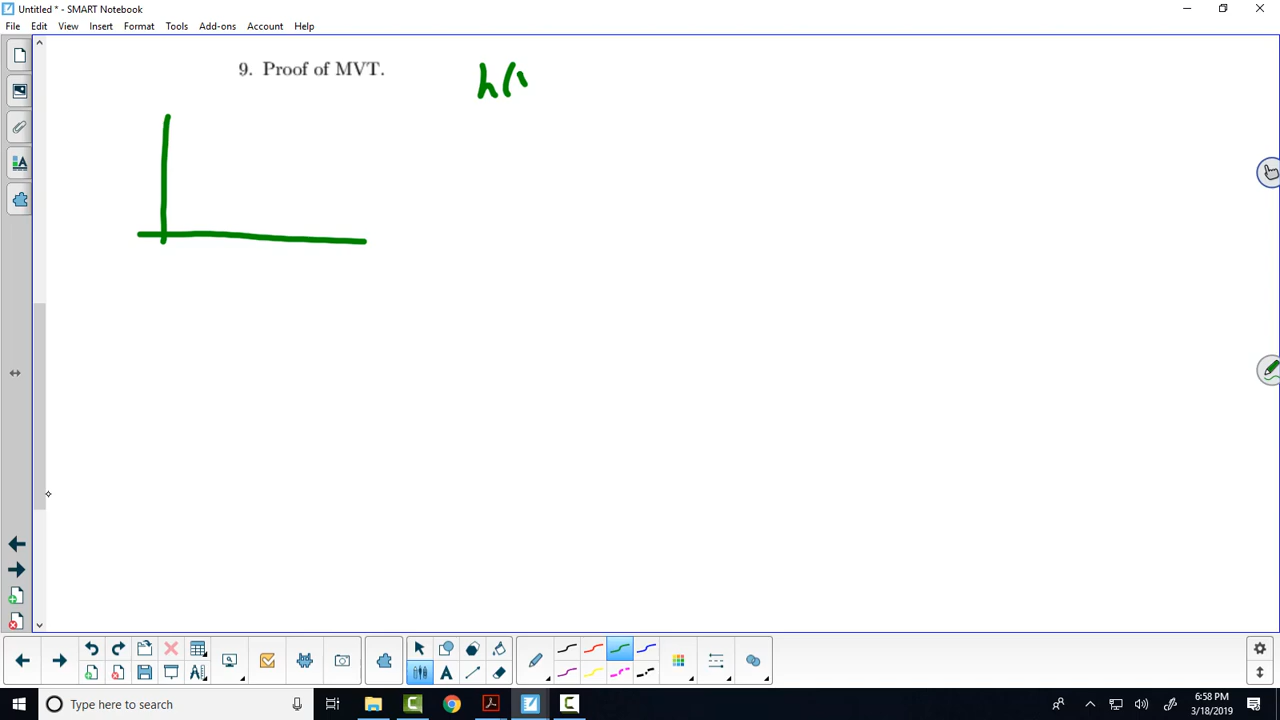 Untitled * - SMART Notebook
File Edit View Insert Format Tools Add-ons Account Help
9. Proof of MVT.
h(
Type here to search
6:58 PM
3/18/2019